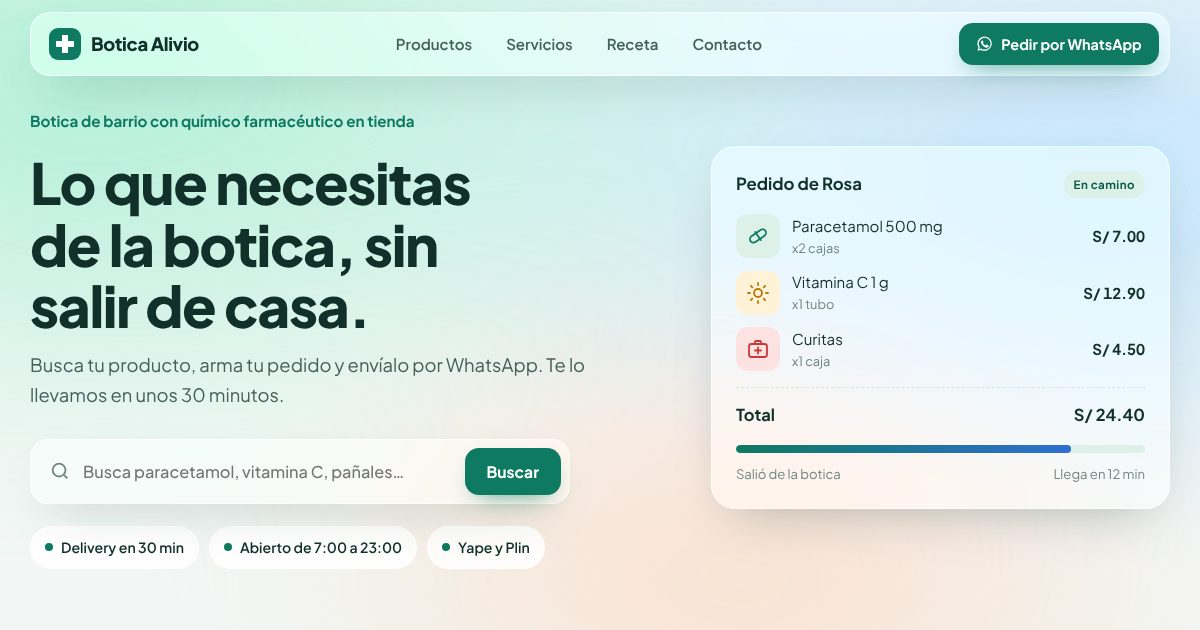 Botica Alivio
Productos
Servicios
Receta
Contacto
Pedir por WhatsApp
Botica de barrio con químico farmacéutico en tienda
Lo que necesitas
de la botica, sin
salir de casa.
Busca tu producto, arma tu pedido y envíalo por WhatsApp. Te lo
llevamos en unos 30 minutos.
Busca paracetamol, vitamina C, pañales...
Buscar
Delivery en 30 min
Abierto de 7:00 a 23:00
Yape y Plin
Pedido de Rosa
En camino
Paracetamol 500 mg
x2 cajas
S/ 7.00
Vitamina C 1 g
x1 tubo
S/ 12.90
Curitas
x1 caja
S/ 4.50
Total
S/ 24.40
Salió de la botica
Llega en 12 min